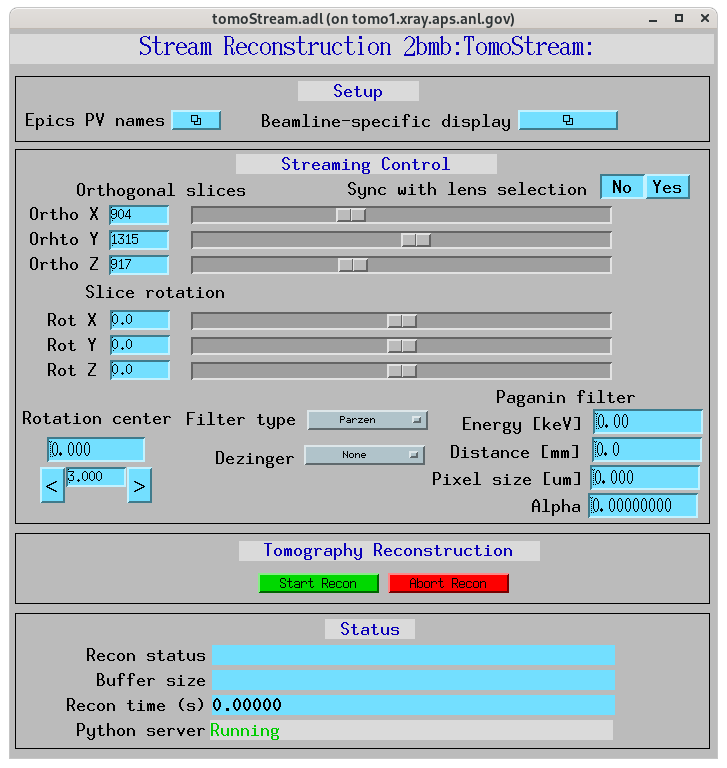 tomoStream.adl (on tomo1.xray.aps.anl.gov)
Stream Reconstruction 2bmb:TomoStream:
Setup
Epics PV names
Beamline-specific display
Streaming Control
Orthogonal slices
Sync with lens selection No Yes
Ortho X 904
Orhto Y 1315
Ortho Z 917
Slice rotation
Rot X 0.0
Rot Y 0.0
Rot Z 0.0
Rotation center
0.000
< 3.000 >
Filter type Parzen
Dezinger None
Paganin filter
Energy [keV] 0.00
Distance [mm] 0.0
Pixel size [um] 0.000
Alpha 0.00000000
Tomography Reconstruction
Start Recon Abort Recon
Status
Recon status
Buffer size
Recon time (s) 0.00000
Python server Running